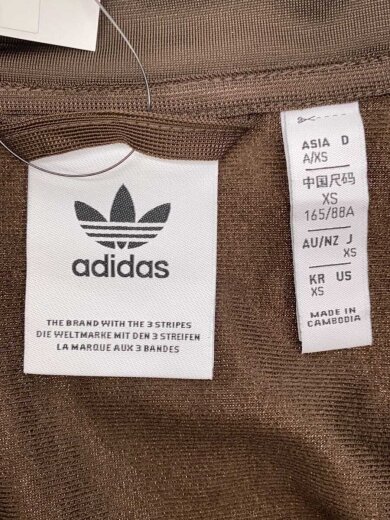 adidas
THE BRAND WITH THE 3 STRIPES
DIE WELTMARKE MIT DEN 3 STREIFEN
LA MARQUE AUX 3 BANDES
ASIA D
A/XS
中国尺码
XS
165/88A
AU/NZ J
XS
KR US
XS
MADE IN
CAMBODIA